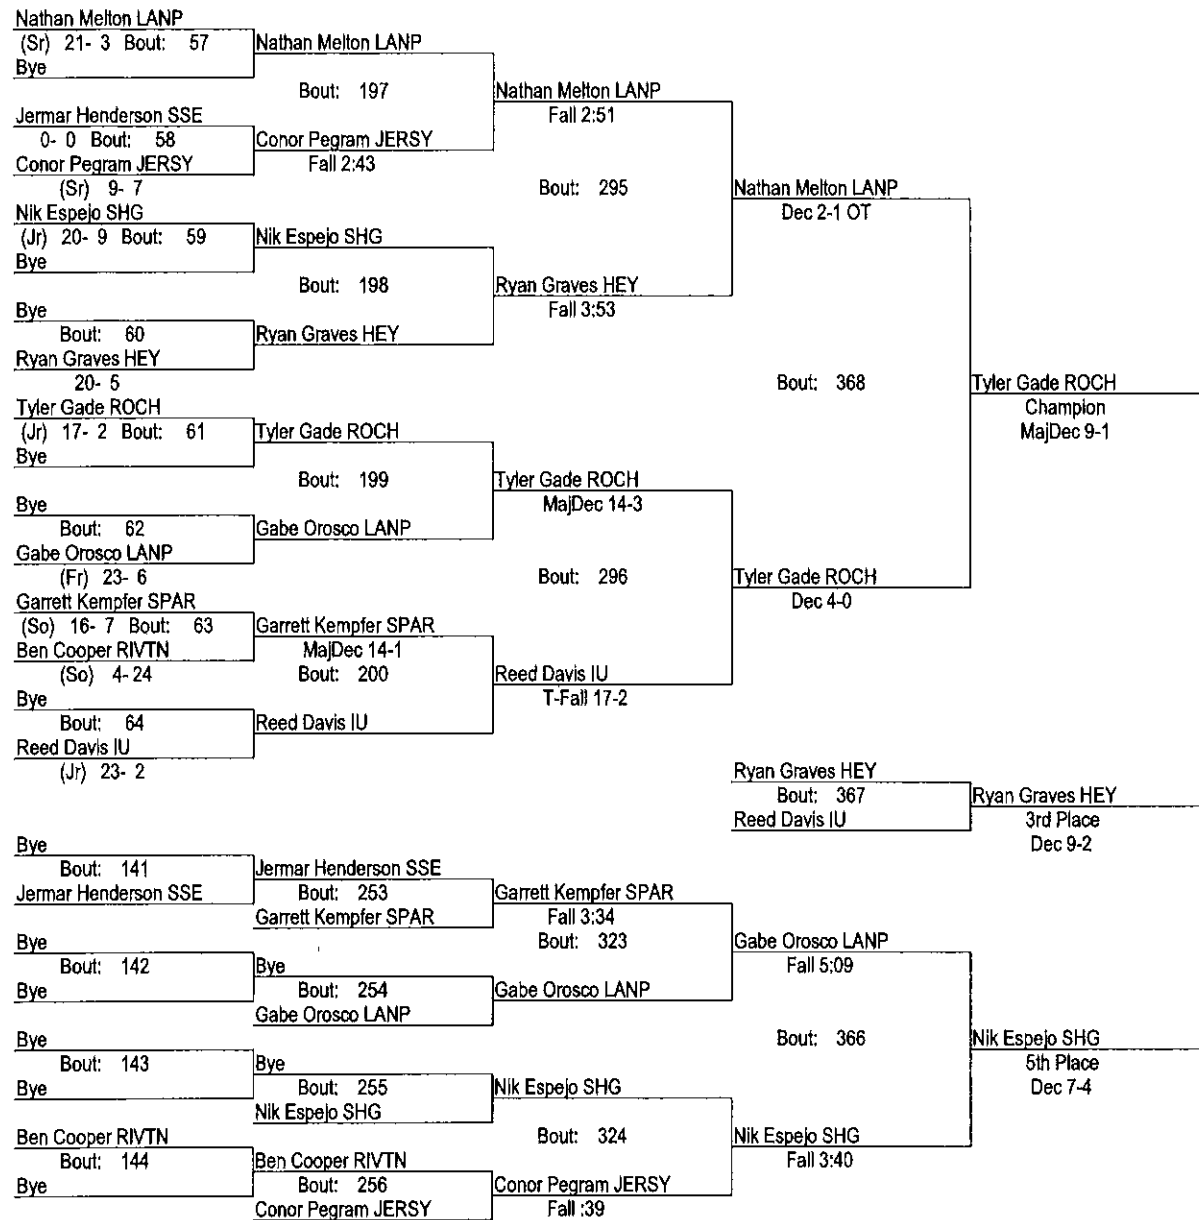 Nathan Melton LANP
(Sr) 21- 3 Bout: 57
Bye
Nathan Melton LANP
Bout: 197
Jermar Henderson SSE
0- 0 Bout: 58
Conor Pegram JERSY
(Sr) 9- 7
Conor Pegram JERSY
Fall 2:43
Nathan Melton LANP
Fall 2:51
Bout: 295
Nik Espejo SHG
(Jr) 20- 9 Bout: 59
Bye
Nik Espejo SHG
Bout: 198
Bye
Bout: 60
Ryan Graves HEY
20- 5
Ryan Graves HEY
Ryan Graves HEY
Fall 3:53
Nathan Melton LANP
Dec 2-1 OT
Bout: 368
Tyler Gade ROCH
Champion
MajDec 9-1
Tyler Gade ROCH
(Jr) 17- 2 Bout: 61
Bye
Tyler Gade ROCH
Bout: 199
Bye
Bout: 62
Gabe Orosco LANP
(Fr) 23- 6
Gabe Orosco LANP
Tyler Gade ROCH
MajDec 14-3
Bout: 296
Tyler Gade ROCH
Dec 4-0
Garrett Kempfer SPAR
(So) 16- 7 Bout: 63
Ben Cooper RIVTN
(So) 4-24
Garrett Kempfer SPAR
MajDec 14-1
Bout: 200
Bye
Bout: 64
Reed Davis IU
(Jr) 23- 2
Reed Davis IU
Reed Davis IU
T-Fall 17-2
Ryan Graves HEY
Bout: 367
Reed Davis IU
Ryan Graves HEY
3rd Place
Dec 9-2
Bye
Bout: 141
Jermar Henderson SSE
Jermar Henderson SSE
Bout: 253
Garrett Kempfer SPAR
Garrett Kempfer SPAR
Fall 3:34
Bout: 323
Bye
Bout: 142
Bye
Bye
Bout: 254
Gabe Orosco LANP
Gabe Orosco LANP
Gabe Orosco LANP
Fall 5:09
Bout: 366
Nik Espejo SHG
5th Place
Dec 7-4
Bye
Bout: 143
Bye
Bye
Bout: 255
Nik Espejo SHG
Nik Espejo SHG
Bout: 324
Nik Espejo SHG
Fall 3:40
Ben Cooper RIVTN
Bout: 144
Bye
Ben Cooper RIVTN
Bout: 256
Conor Pegram JERSY
Conor Pegram JERSY
Fall :39